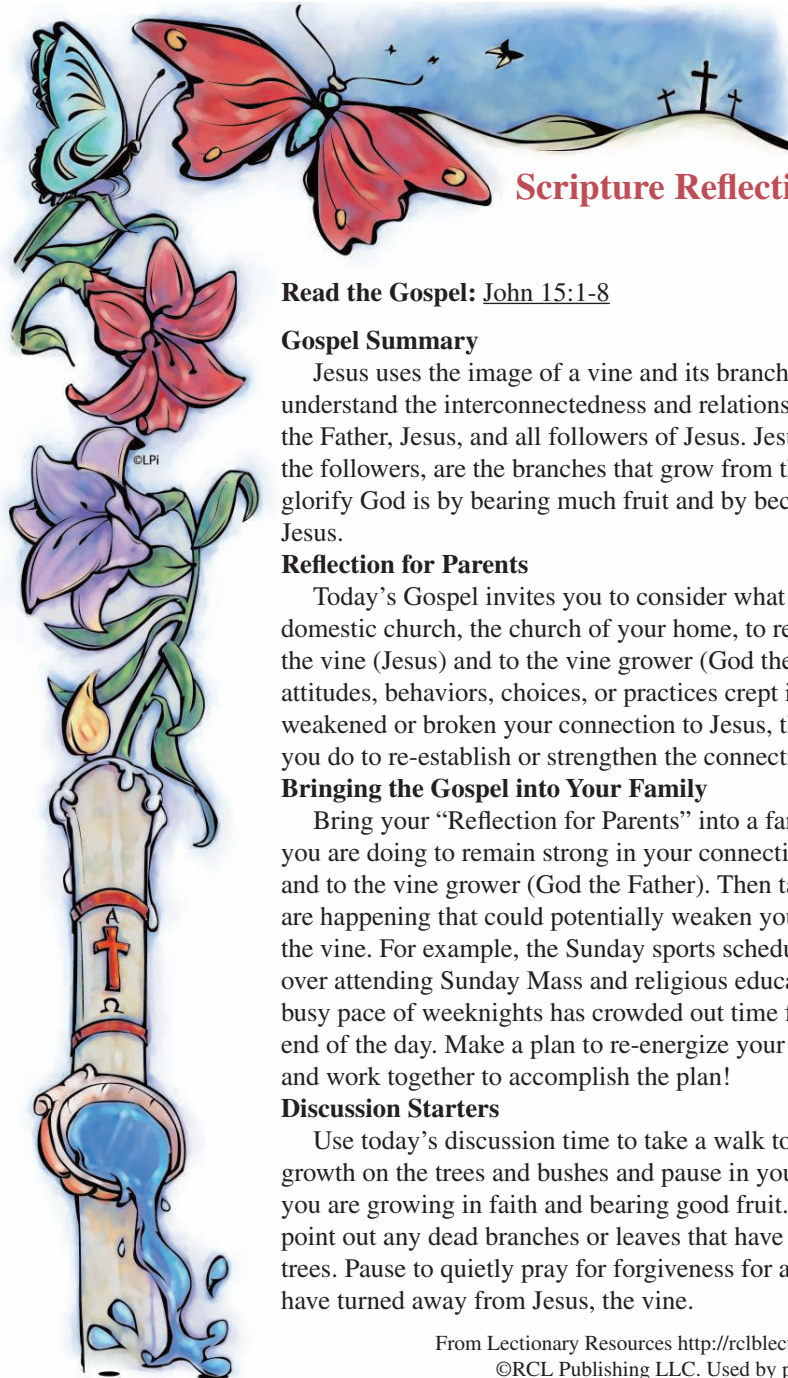 Scripture Reflecti
Read the Gospel: John 15:1-8
Gospel Summary
Jesus uses the image of a vine and its branch
understand the interconnectedness and relations
the Father, Jesus, and all followers of Jesus. Jesu
the followers, are the branches that grow from th
glorify God is by bearing much fruit and by bec
Jesus.
Reflection for Parents
Today’s Gospel invites you to consider what
domestic church, the church of your home, to re
the vine (Jesus) and to the vine grower (God the
attitudes, behaviors, choices, or practices crept i
weakened or broken your connection to Jesus, th
you do to re-establish or strengthen the connecti
Bringing the Gospel into Your Family
Bring your “Reflection for Parents” into a fa
you are doing to remain strong in your connecti
and to the vine grower (God the Father). Then ta
are happening that could potentially weaken you
the vine. For example, the Sunday sports schedu
over attending Sunday Mass and religious educa
busy pace of weeknights has crowded out time f
end of the day. Make a plan to re-energize your
and work together to accomplish the plan!
Discussion Starters
Use today’s discussion time to take a walk to
growth on the trees and bushes and pause in you
you are growing in faith and bearing good fruit.
point out any dead branches or leaves that have
trees. Pause to quietly pray for forgiveness for a
have turned away from Jesus, the vine.
From Lectionary Resources http://rclblect
©RCL Publishing LLC. Used by p
©LPi
Α
Ω